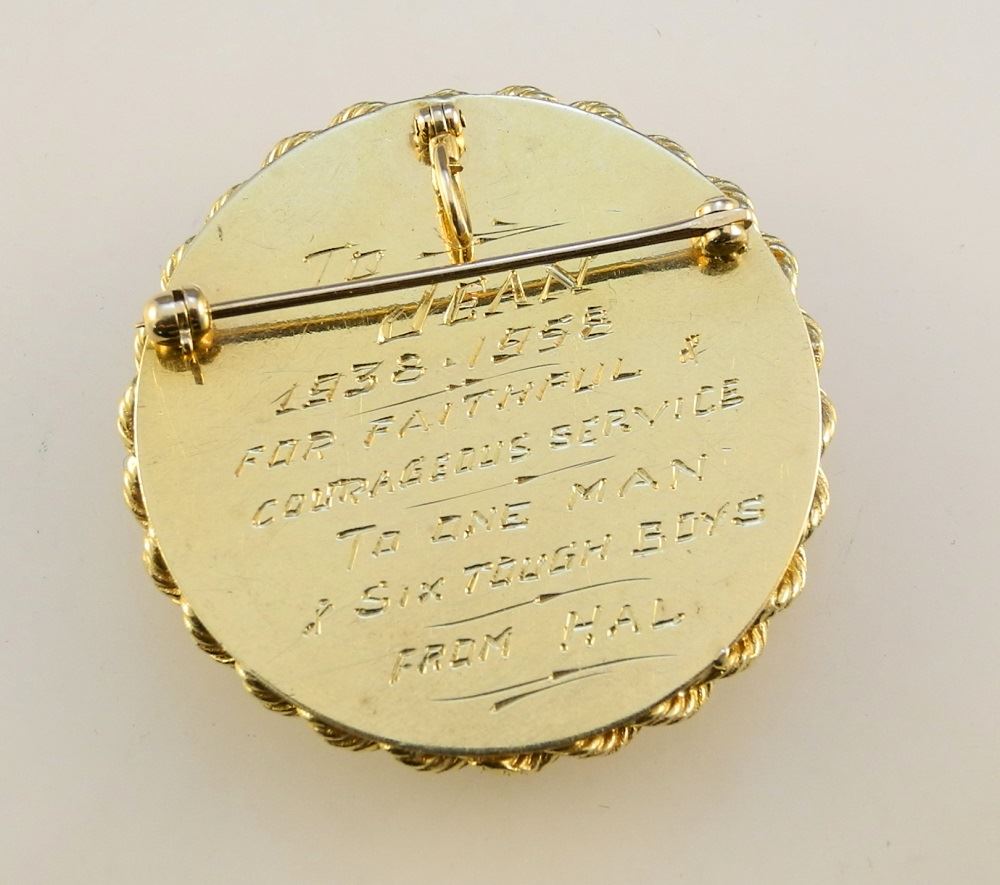 TO
JEAN
1938.1958
FOR FAITHFUL &
COURAGEOUS SERVICE
TO ONE MAN
& SIX TOUGH BOYS
FROM HAL